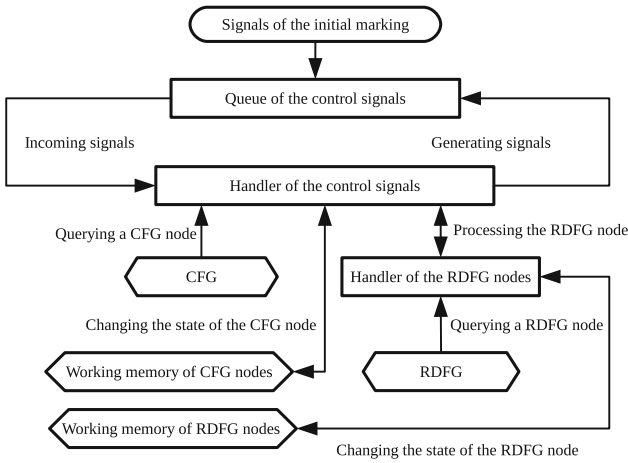 Signals of the initial marking
Queue of the control signals
Incoming signals
Generating signals
Handler of the control signals
Querying a CFG node
Processing the RDFG node
CFG
Handler of the RDFG nodes
Changing the state of the CFG node
Querying a RDFG node
Working memory of CFG nodes
RDFG
Working memory of RDFG nodes
Changing the state of the RDFG node